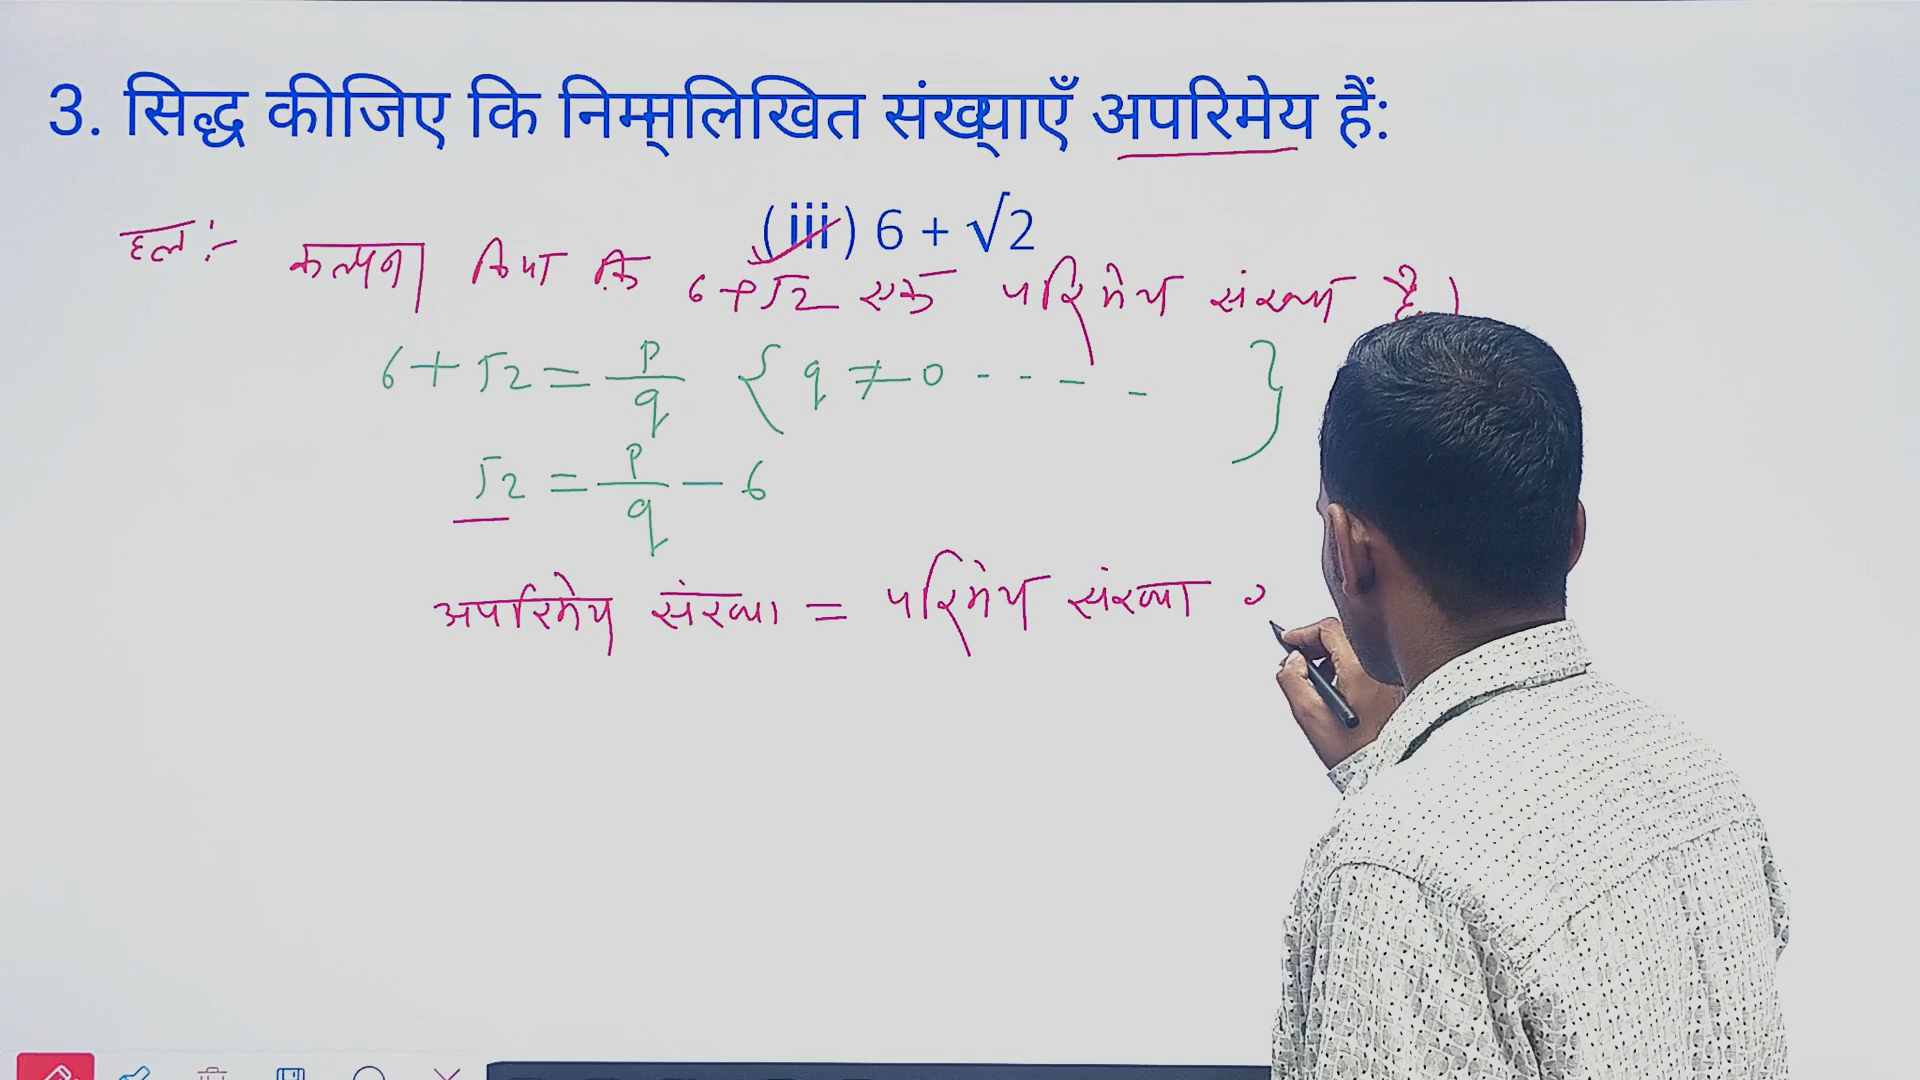 3. सिद्ध कीजिए कि निम्नलिखित संख्याएँ अपरिमेय हैं:
(iii) 6 + √2
हल :- कल्पना किया कि 6+√2 एक परिमेय संख्या है।
6+√2 = p/q {q ≠ 0 - - - - }
√2 = p/q - 6
अपरिमेय संख्या = परिमेय संख्या